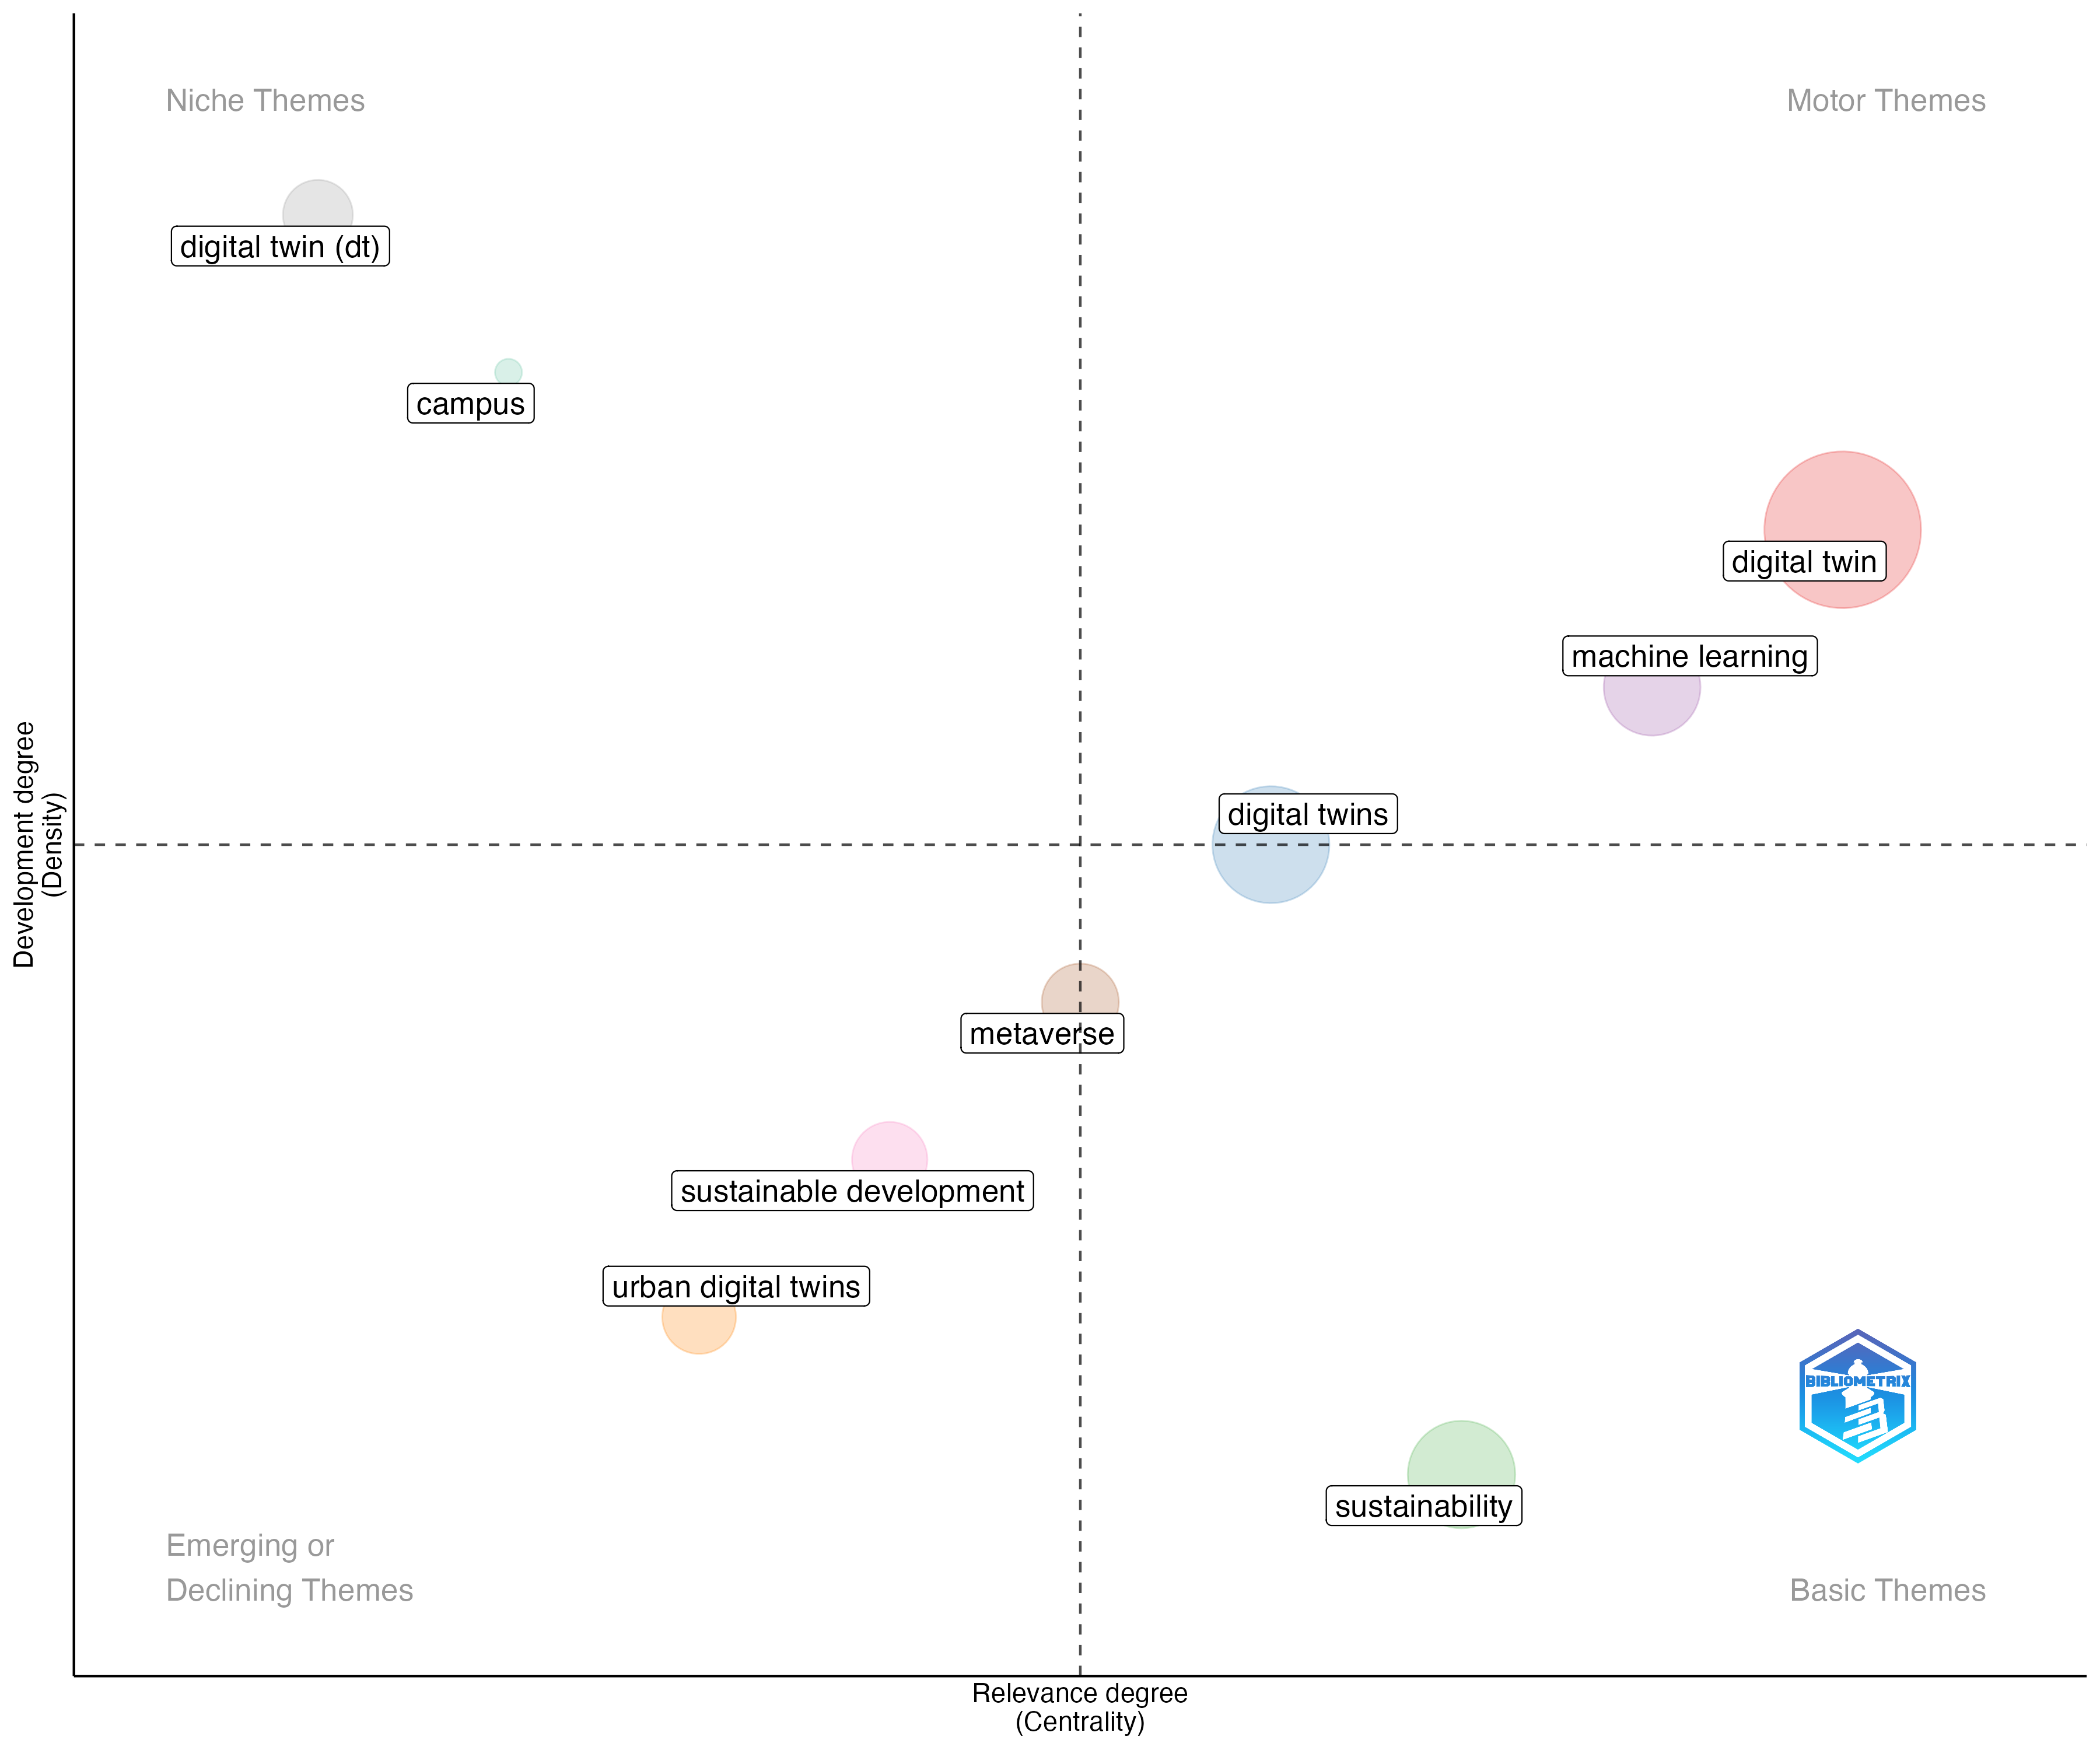 Niche Themes
Motor Themes
digital twin (dt)
campus
digital twin
machine learning
digital twins
metaverse
sustainable development
urban digital twins
BIBLIOMETRIX
sustainability
Emerging or
Declining Themes
Basic Themes
Development degree
(Density)
Relevance degree
(Centrality)